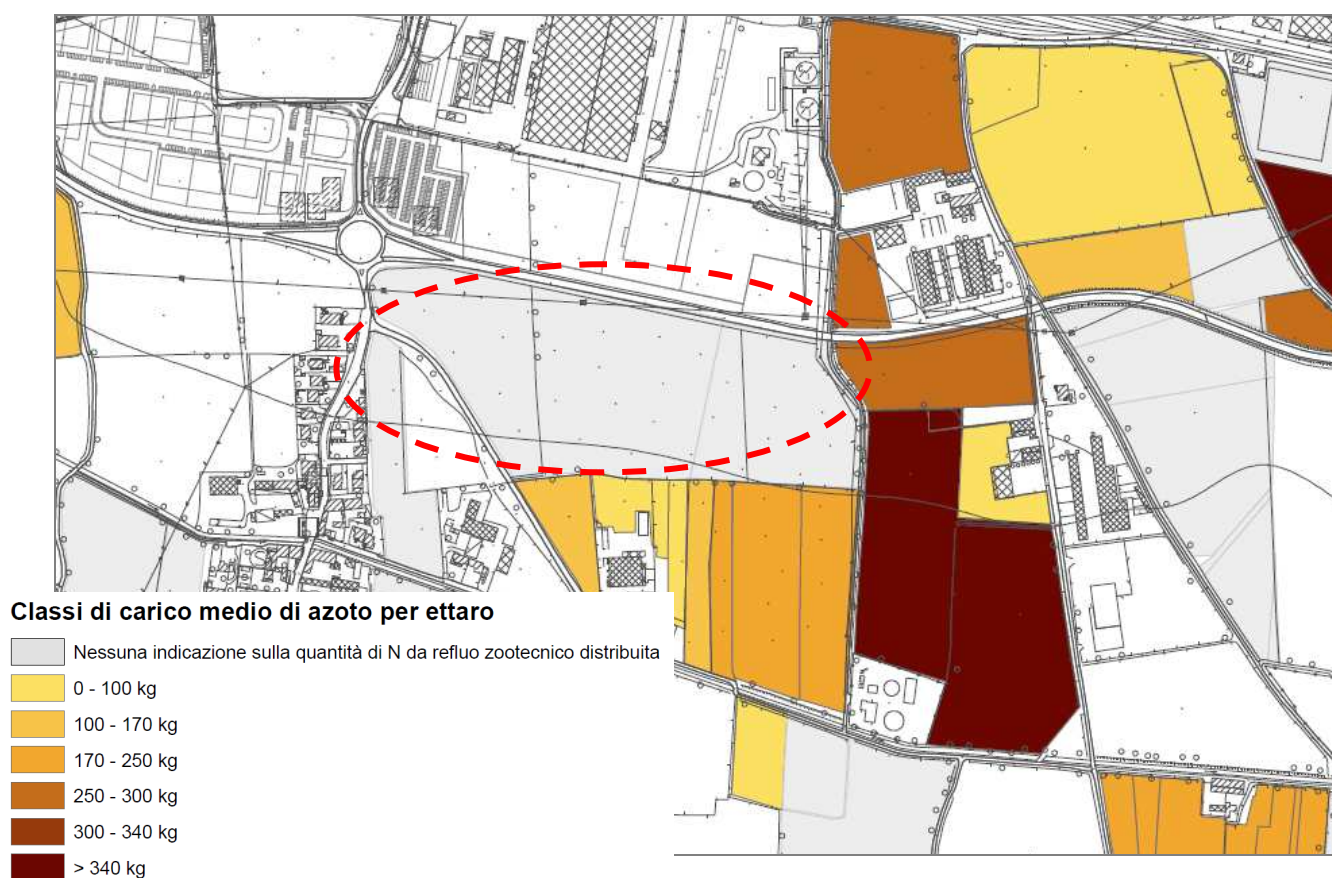 Classi di carico medio di azoto per ettaro
Nessuna indicazione sulla quantità di N da refluo zootecnico distribuita
0 - 100 kg
100 - 170 kg
170 - 250 kg
250 - 300 kg
300 - 340 kg
> 340 kg